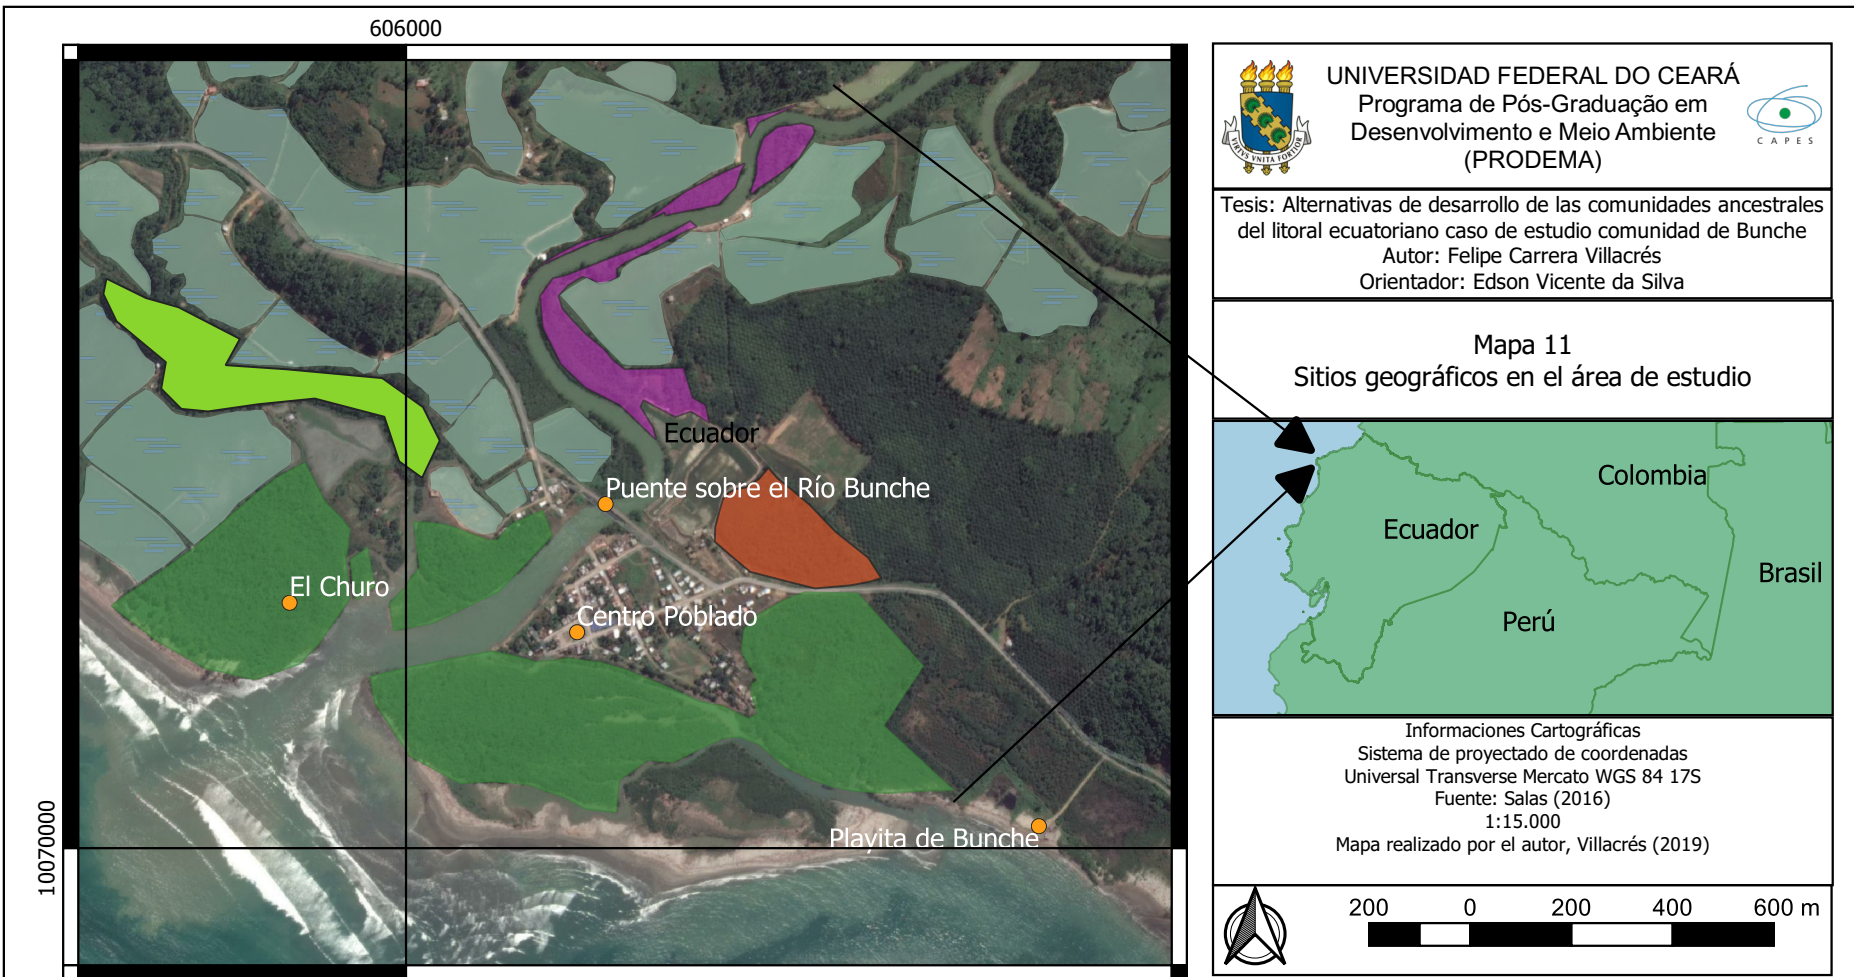 606000
10070000
Ecuador
Puente sobre el Río Bunche
El Churo
Centro Poblado
Playita de Bunche
UNIVERSIDAD FEDERAL DO CEARÁ
Programa de Pós-Graduação em
Desenvolvimento e Meio Ambiente
(PRODEMA)
VIRTVS VNITA FORTIOR
CAPES
Tesis: Alternativas de desarrollo de las comunidades ancestrales
del litoral ecuatoriano caso de estudio comunidad de Bunche
Autor: Felipe Carrera Villacrés
Orientador: Edson Vicente da Silva
Mapa 11
Sitios geográficos en el área de estudio
Colombia
Ecuador
Brasil
Perú
Informaciones Cartográficas
Sistema de proyectado de coordenadas
Universal Transverse Mercato WGS 84 17S
Fuente: Salas (2016)
1:15.000
Mapa realizado por el autor, Villacrés (2019)
200 0 200 400 600 m